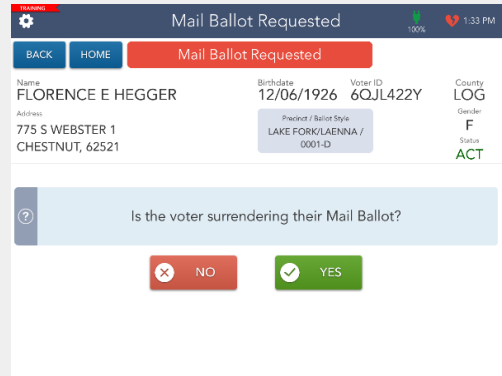 TRAINING
Mail Ballot Requested
100%
1:33 PM
BACK
HOME
Mail Ballot Requested
Name
FLORENCE E HEGGER
Birthdate
12/06/1926
Voter ID
6QJL422Y
County
LOG
Address
775 S WEBSTER 1
CHESTNUT, 62521
Precinct / Ballot Style
LAKE FORK/LAENNA /
0001-D
Gender
F
Status
ACT
?
Is the voter surrendering their Mail Ballot?
NO
YES